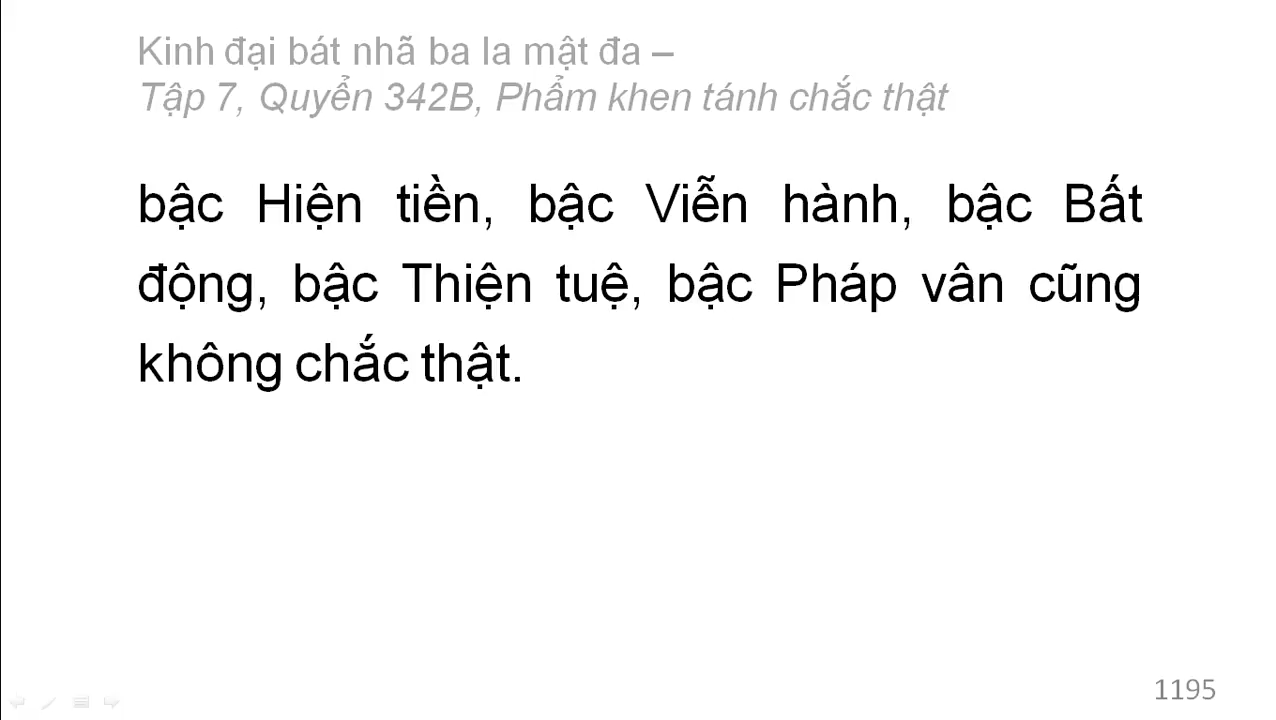 Kinh đại bát nhã ba la mật đa –
Tập 7, Quyển 342B, Phẩm khen tánh chắc thật
bậc Hiện tiền, bậc Viễn hành, bậc Bất
động, bậc Thiện tuệ, bậc Pháp vân cũng
không chắc thật.
1195